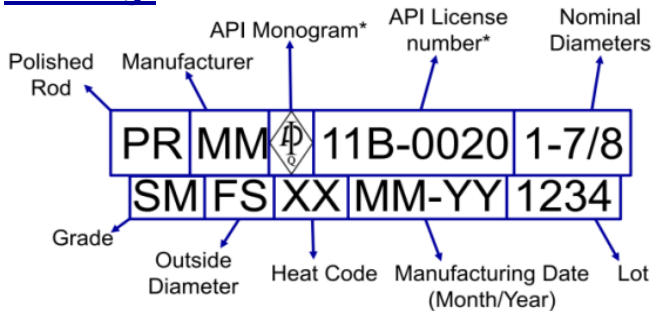 API Monogram*
API License
number*
Nominal
Diameters
Polished
Rod
Manufacturer
PR MM 11B-0020 1-7/8
SM FS XX MM-YY 1234
Grade
Outside
Diameter
Heat Code
Manufacturing Date
(Month/Year)
Lot